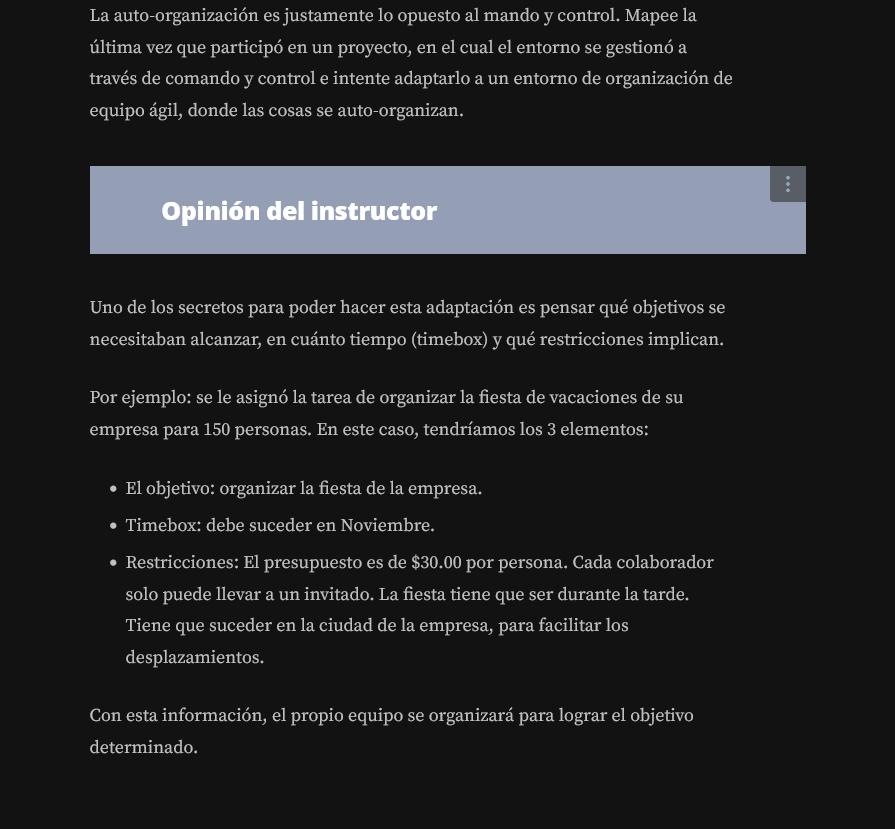 La auto-organización es justamente lo opuesto al mando y control. Mapee la
última vez que participó en un proyecto, en el cual el entorno se gestionó a
través de comando y control e intente adaptarlo a un entorno de organización de
equipo ágil, donde las cosas se auto-organizan.
Opinión del instructor
Uno de los secretos para poder hacer esta adaptación es pensar qué objetivos se
necesitaban alcanzar, en cuánto tiempo (timebox) y qué restricciones implican.
Por ejemplo: se le asignó la tarea de organizar la fiesta de vacaciones de su
empresa para 150 personas. En este caso, tendríamos los 3 elementos:
• El objetivo: organizar la fiesta de la empresa.
• Timebox: debe suceder en Noviembre.
• Restricciones: El presupuesto es de $30.00 por persona. Cada colaborador
solo puede llevar a un invitado. La fiesta tiene que ser durante la tarde.
Tiene que suceder en la ciudad de la empresa, para facilitar los
desplazamientos.
Con esta información, el propio equipo se organizará para lograr el objetivo
determinado.